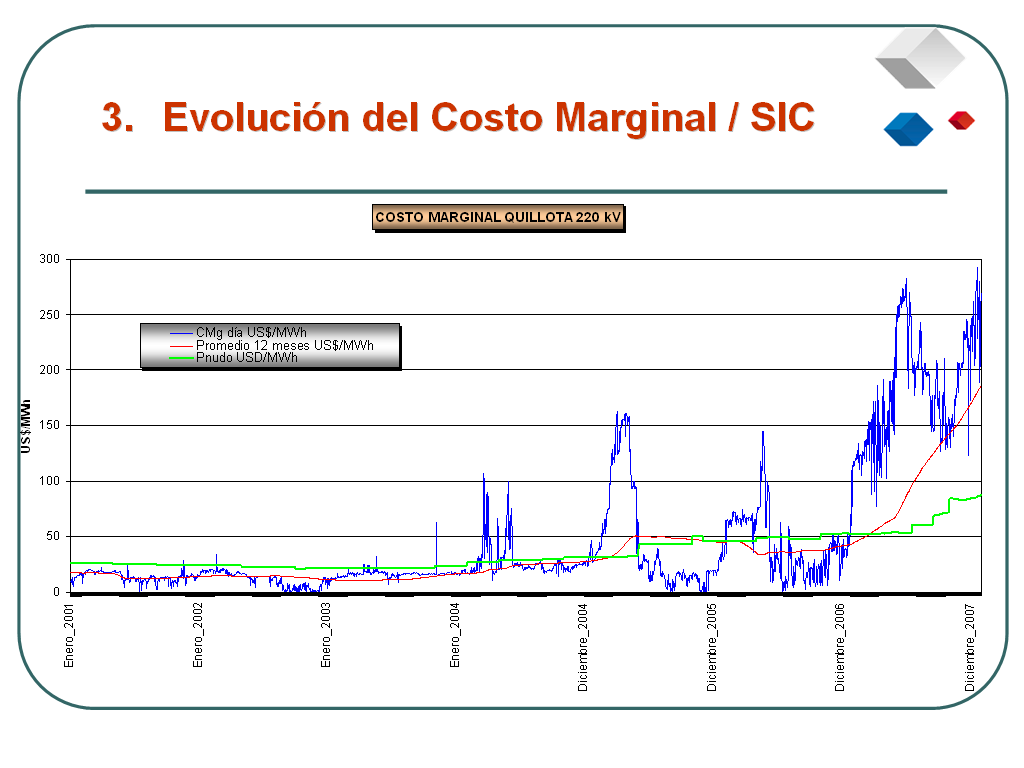 3. Evolución del Costo Marginal / SIC
COSTO MARGINAL QUILLOTA 220 kV
300
250
200
150
100
50
0
US$/MWh
CMg día US$/MWh
Promedio 12 meses US$/MWh
Pnudo USD/MWh
Enero_2001
Enero_2002
Enero_2003
Enero_2004
Diciembre_2004
Diciembre_2005
Diciembre_2006
Diciembre_2007